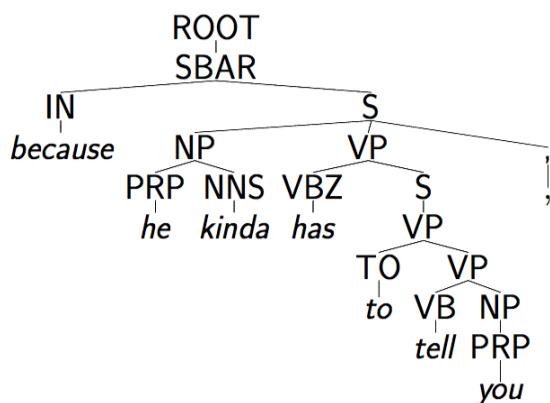 ROOT
SBAR
IN S
because NP VP ,
PRP NNS VBZ S ,
he kinda has VP
TO VP
to VB NP
tell PRP
you